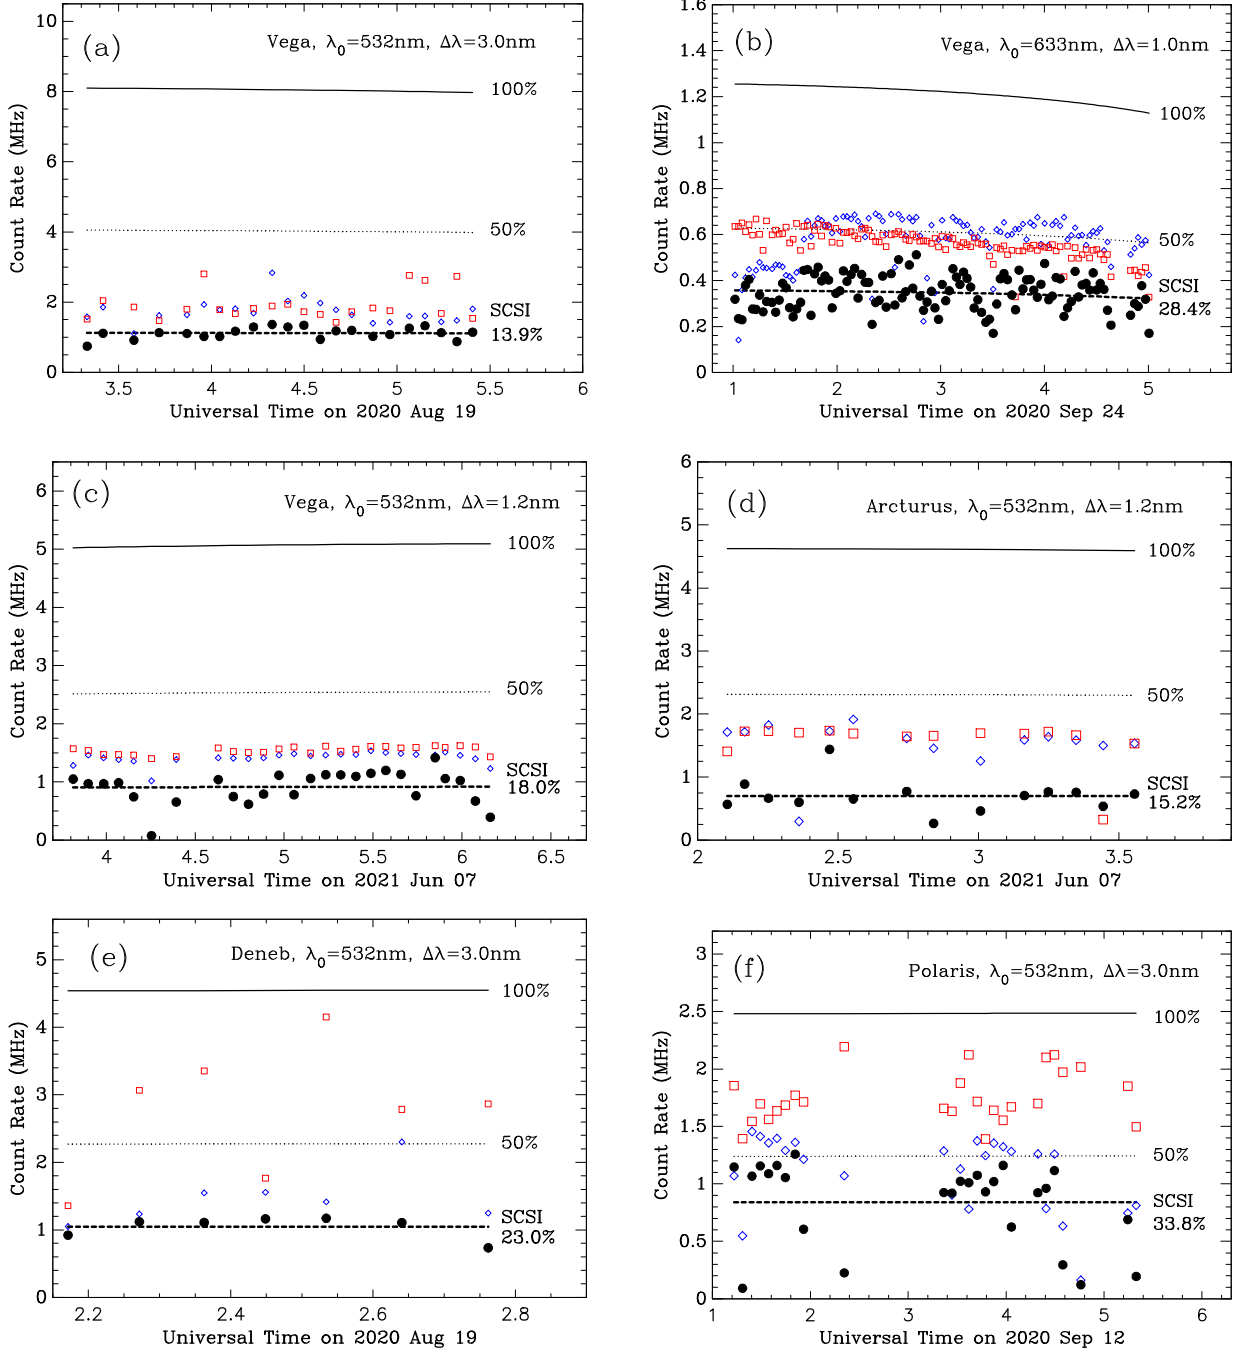 (a)
Vega, λ0=532nm, Δλ=3.0nm
100%
50%
SCSI
13.9%
Count Rate (MHz)
0 2 4 6 8 10
3.5 4 4.5 5 5.5 6
Universal Time on 2020 Aug 19
(b)
Vega, λ0=633nm, Δλ=1.0nm
100%
50%
SCSI
28.4%
Count Rate (MHz)
0 0.2 0.4 0.6 0.8 1 1.2 1.4 1.6
1 2 3 4 5
Universal Time on 2020 Sep 24
(c)
Vega, λ0=532nm, Δλ=1.2nm
100%
50%
SCSI
18.0%
Count Rate (MHz)
0 1 2 3 4 5 6
4 4.5 5 5.5 6 6.5
Universal Time on 2021 Jun 07
(d)
Arcturus, λ0=532nm, Δλ=1.2nm
100%
50%
SCSI
15.2%
Count Rate (MHz)
0 1 2 3 4 5 6
2 2.5 3 3.5
Universal Time on 2021 Jun 07
(e)
Deneb, λ0=532nm, Δλ=3.0nm
100%
50%
SCSI
23.0%
Count Rate (MHz)
0 1 2 3 4 5
2.2 2.4 2.6 2.8
Universal Time on 2020 Aug 19
(f)
Polaris, λ0=532nm, Δλ=3.0nm
100%
50%
SCSI
33.8%
Count Rate (MHz)
0 0.5 1 1.5 2 2.5 3
1 2 3 4 5 6
Universal Time on 2020 Sep 12